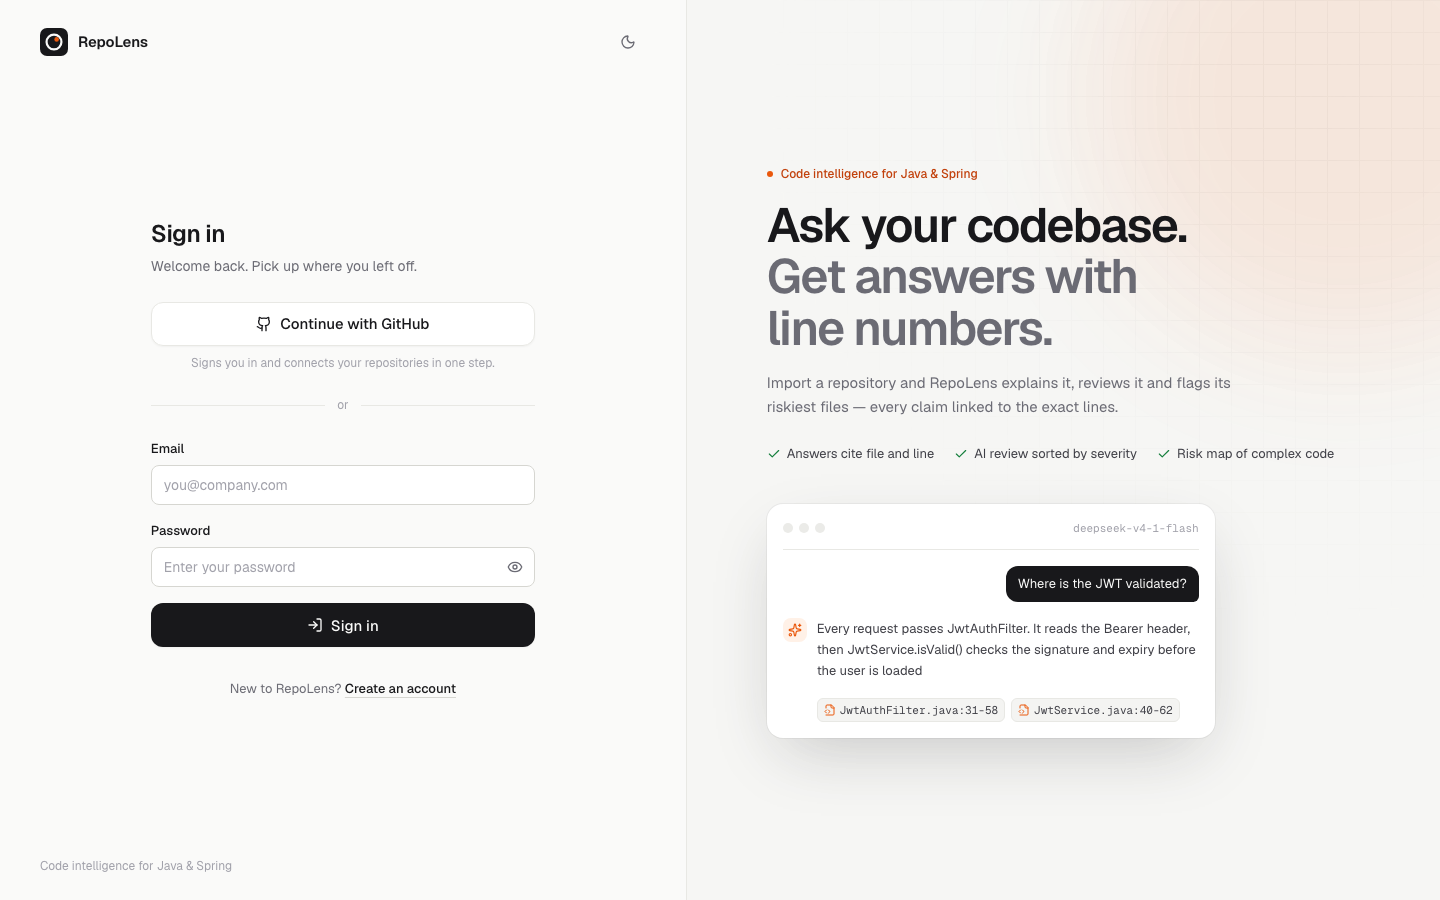 RepoLens
Sign in
Welcome back. Pick up where you left off.
Continue with GitHub
Signs you in and connects your repositories in one step.
or
Email
you@company.com
Password
Enter your password
Sign in
New to RepoLens? Create an account
Code intelligence for Java & Spring
Code intelligence for Java & Spring
Ask your codebase.
Get answers with
line numbers.
Import a repository and RepoLens explains it, reviews it and flags its
riskiest files — every claim linked to the exact lines.
Answers cite file and line
AI review sorted by severity
Risk map of complex code
deepseek-v4-1-flash
Where is the JWT validated?
Every request passes JwtAuthFilter. It reads the Bearer header,
then JwtService.isValid() checks the signature and expiry before
the user is loaded
JwtAuthFilter.java:31-58
JwtService.java:40-62